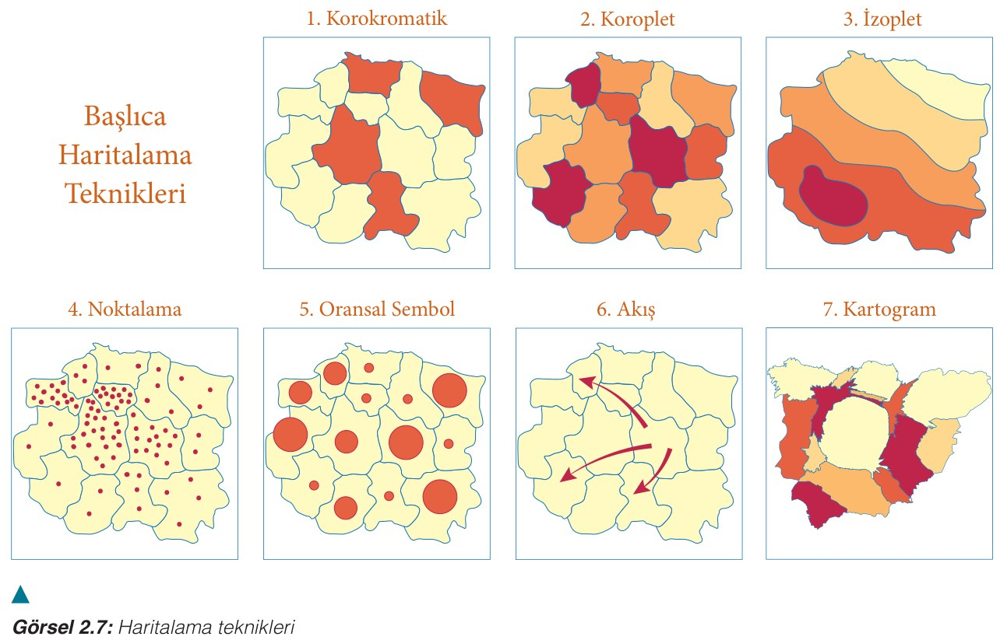 Başlıca
Haritalama
Teknikleri
1. Korokromatik
2. Koroplet
3. İzoplet
4. Noktalama
5. Oransal Sembol
6. Akış
7. Kartogram
Görsel 2.7: Haritalama teknikleri